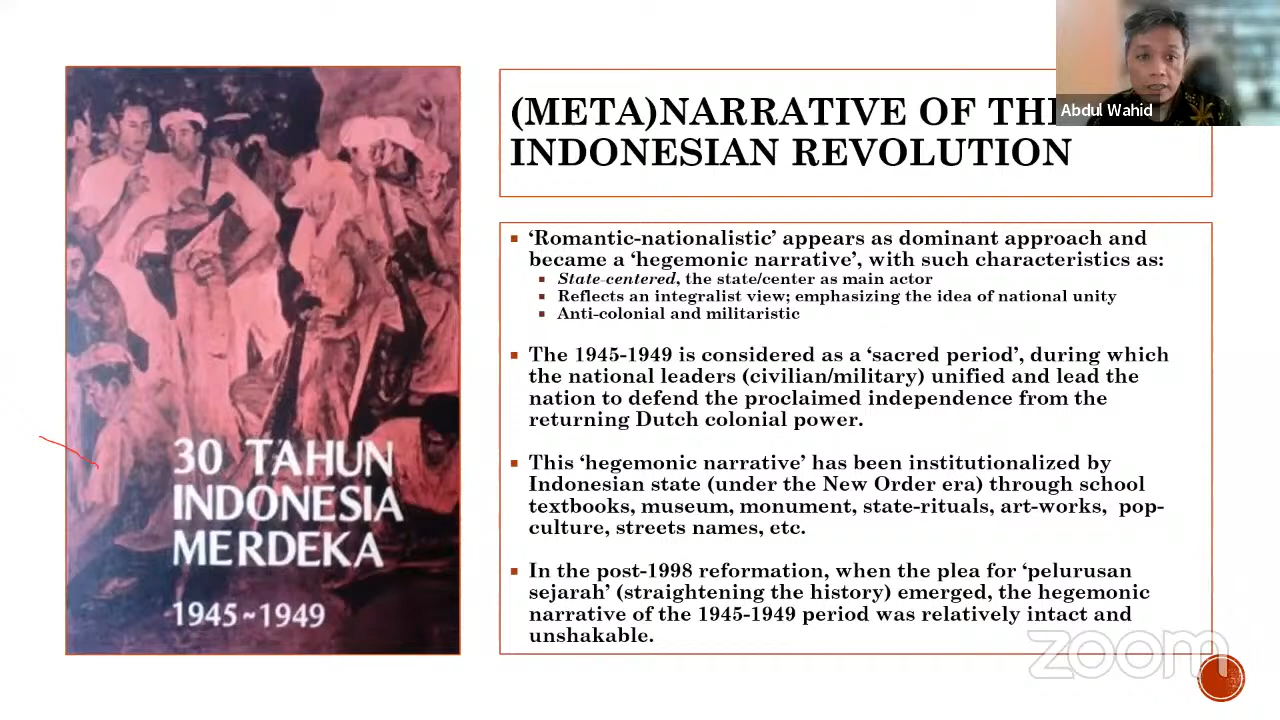 Abdul Wahid
(META)NARRATIVE OF TH
INDONESIAN REVOLUTION
‘Romantic-nationalistic’ appears as dominant approach and
became a ‘hegemonic narrative’, with such characteristics as:
State-centered, the state/center as main actor
Reflects an integralist view; emphasizing the idea of national unity
Anti-colonial and militaristic
The 1945-1949 is considered as a ‘sacred period’, during which
the national leaders (civilian/military) unified and lead the
nation to defend the proclaimed independence from the
returning Dutch colonial power.
This ‘hegemonic narrative’ has been institutionalized by
Indonesian state (under the New Order era) through school
textbooks, museum, monument, state-rituals, art-works, pop-
culture, streets names, etc.
In the post-1998 reformation, when the plea for ‘pelurusan
sejarah’ (straightening the history) emerged, the hegemonic
narrative of the 1945-1949 period was relatively intact and
unshakable.
30 TAHUN
INDONESIA
MERDEKA
1945~1949
zoom